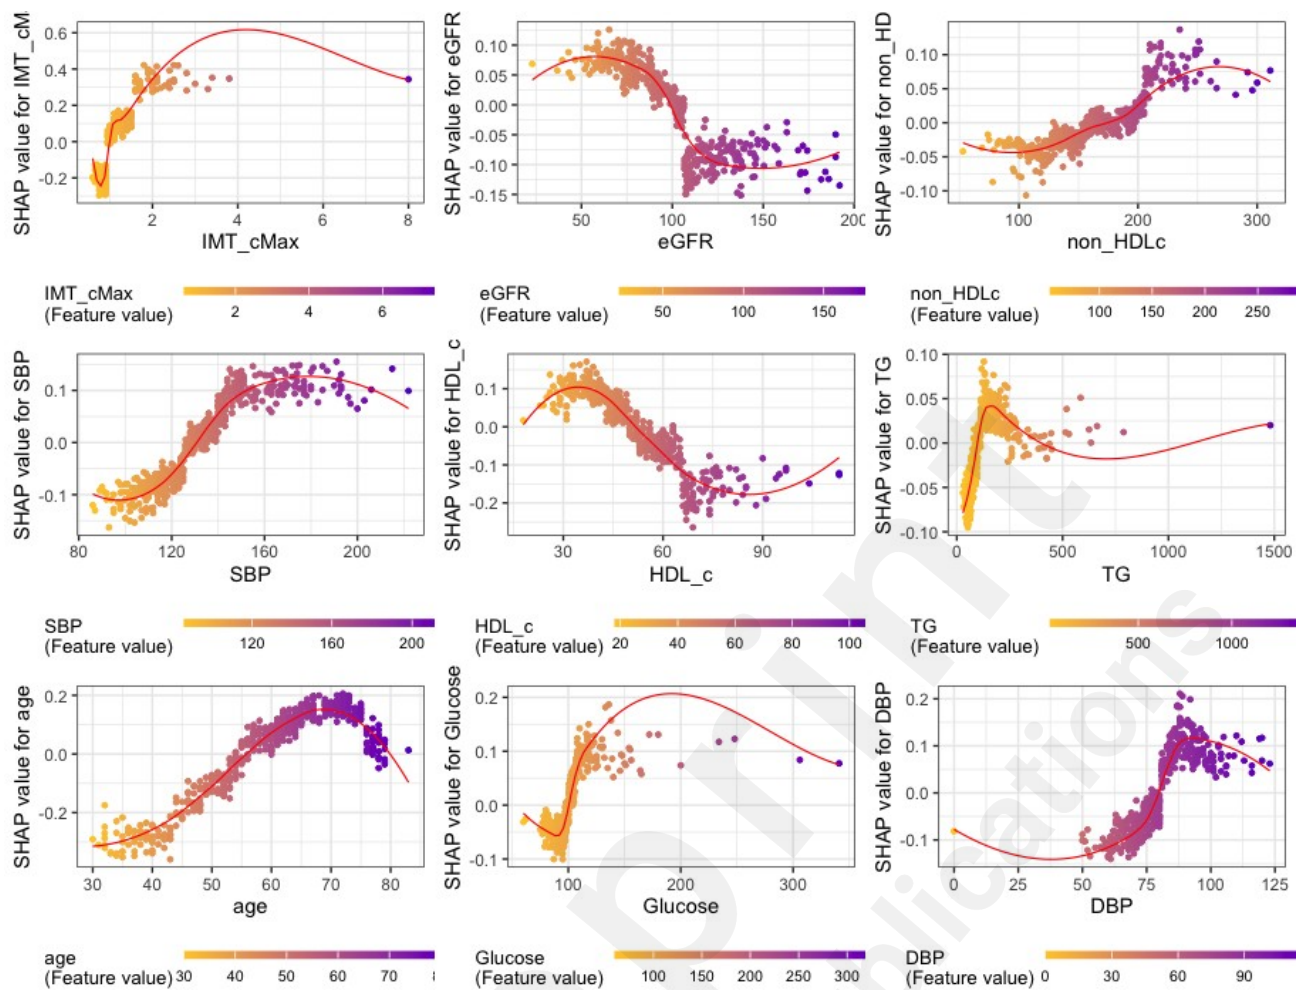 SHAP value for IMT_cM
0.6
0.4
0.2
0.0
-0.2
2 4 6 8
IMT_cMax
SHAP value for eGFR
0.10
0.05
0.00
-0.05
-0.10
-0.15
50 100 150 200
eGFR
SHAP value for non_HD
0.10
0.05
0.00
-0.05
-0.10
100 200 300
non_HDLc
IMT_cMax
(Feature value)
2 4 6
eGFR
(Feature value)
50 100 150
non_HDLc
(Feature value)
100 150 200 250
SHAP value for SBP
0.1
0.0
-0.1
80 120 160 200
SBP
SHAP value for HDL_c
0.1
0.0
-0.1
-0.2
30 60 90
HDL_c
SHAP value for TG
0.10
0.05
0.00
-0.05
-0.10
0 500 1000 1500
TG
SBP
(Feature value)
120 160 200
HDL_c
(Feature value)
20 40 60 80 100
TG
(Feature value)
500 1000
SHAP value for age
0.2
0.0
-0.2
30 40 50 60 70 80
age
SHAP value for Glucose
0.2
0.1
0.0
-0.1
100 200 300
Glucose
SHAP value for DBP
0.2
0.1
0.0
-0.1
0 25 50 75 100 125
DBP
age
(Feature value)
30 40 50 60 70
Glucose
(Feature value)
100 150 200 250 300
DBP
(Feature value)
0 30 60 90
print
plications